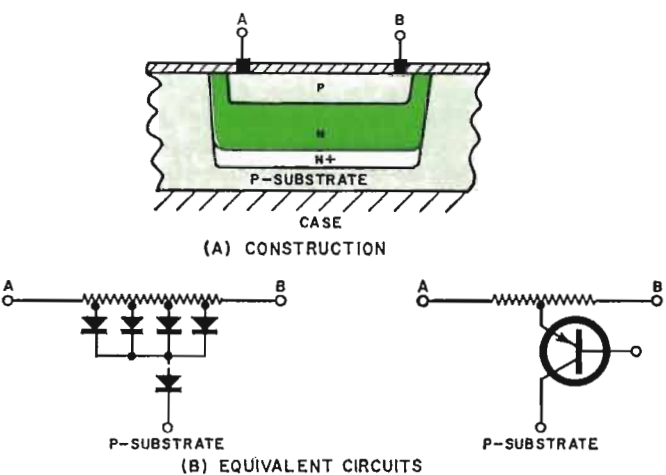 A B
P
N
N+
P-SUBSTRATE
CASE
(A) CONSTRUCTION
A B
P-SUBSTRATE
A B
P-SUBSTRATE
(B) EQUIVALENT CIRCUITS